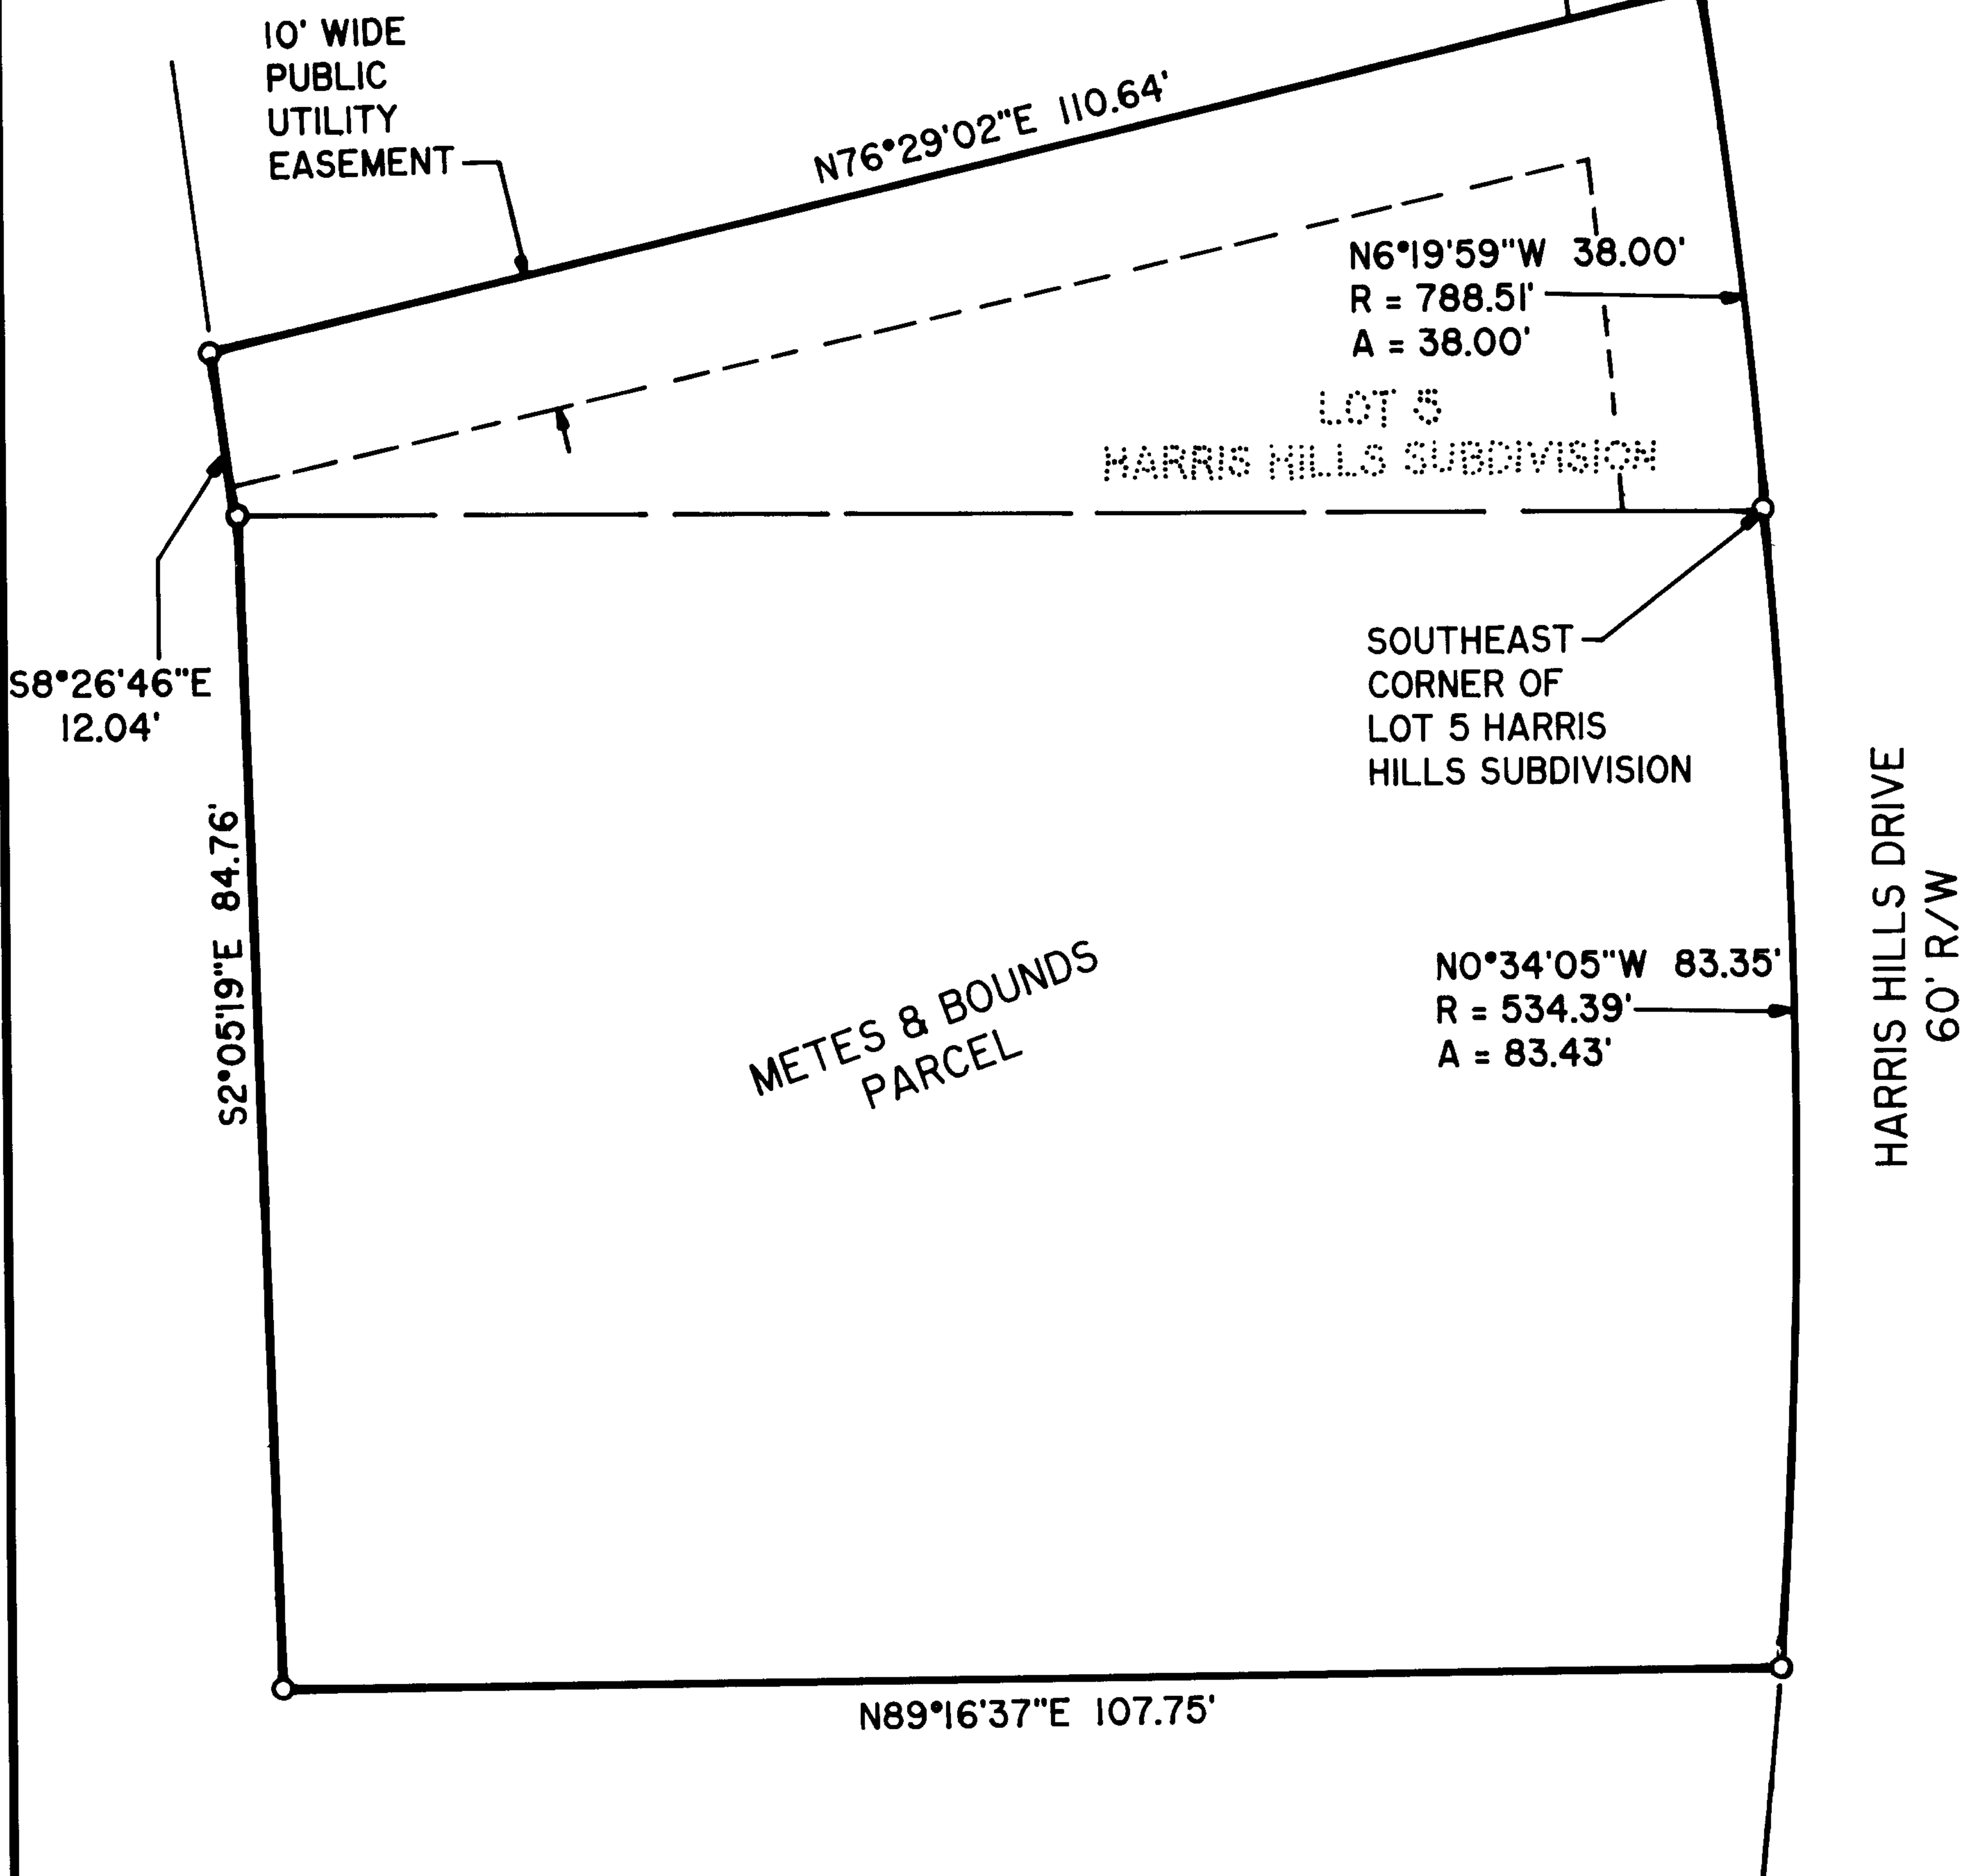 10' WIDE
PUBLIC
UTILITY
EASEMENT
N76°29'02"E 110.64'
N6°19'59"W 38.00'
R = 788.51'
A = 38.00'
LOT 5
HARRIS HILLS SUBDIVISION
S8°26'46"E
12.04'
SOUTHEAST
CORNER OF
LOT 5 HARRIS
HILLS SUBDIVISION
S2°05'19"E 84.76'
METES & BOUNDS
PARCEL
N0°34'05"W 83.35'
R = 534.39'
A = 83.43'
HARRIS HILLS DRIVE
60' R/W
N89°16'37"E 107.75'